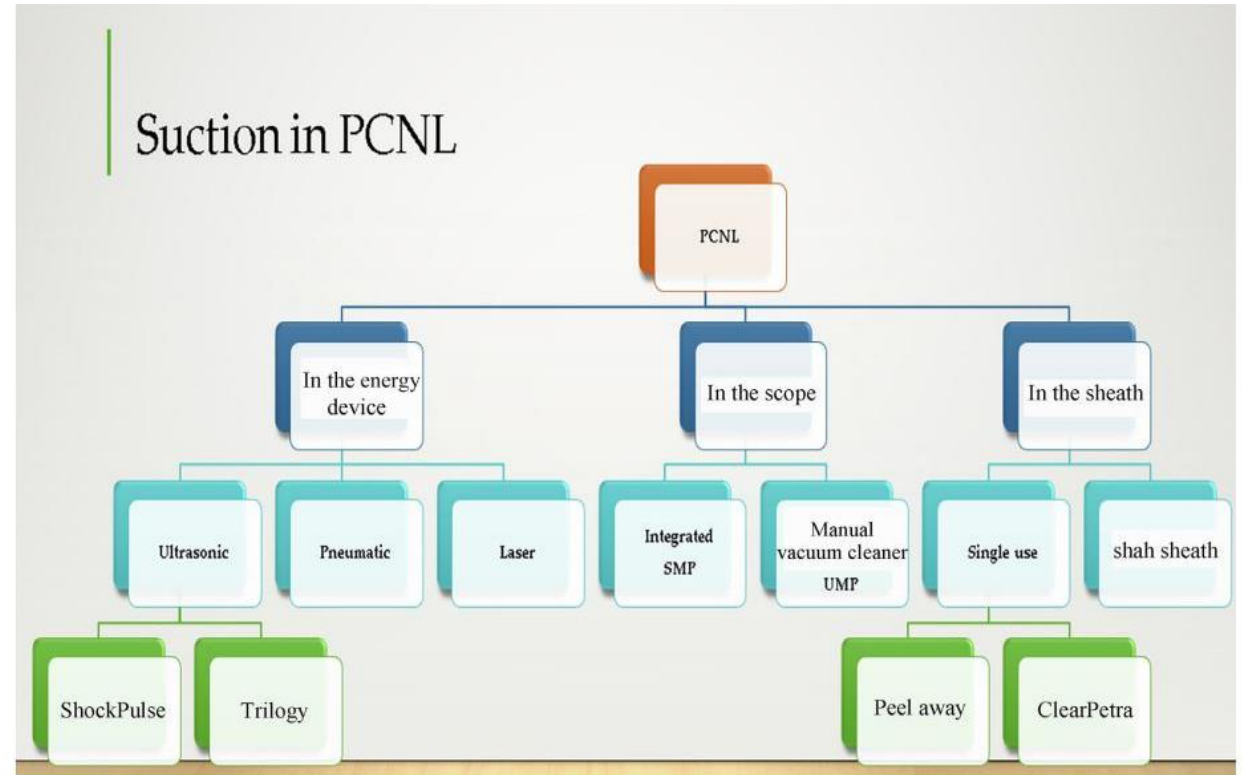 Suction in PCNL
PCNL
In the energy
device
In the scope
In the sheath
Ultrasonic
Pneumatic
Laser
Integrated
SMP
Manual
vacuum cleaner
UMP
Single use
shah sheath
ShockPulse
Trilogy
Peel away
ClearPetra